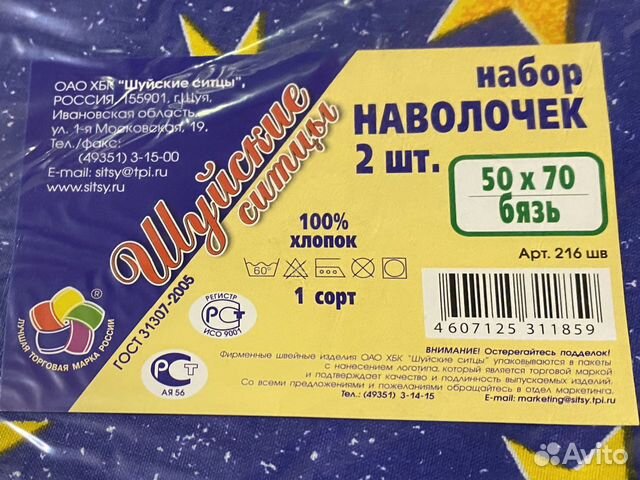 ОАО ХБК "Шуйские ситцы",
РОССИЯ, 155901, г.Шуя,
Ивановская область,
ул. 1-я Московская, 19.
Тел./факс:
(49351) 3-15-00
E-mail: sitsy@tpi.ru
www.sitsy.ru
Шуйские
ситцы
набор
НАВОЛОЧЕК
2 шт.
50 х 70
бязь
Арт. 216 шв
100%
ХЛОПОК
60°
1 сорт
ЛУЧШАЯ ТОРГОВАЯ МАРКА РОССИИ
®
ГОСТ 31307-2005
РЕГИСТР
РСТ
ИСО 9001
РСТ
АЯ 56
4607125 311859
ВНИМАНИЕ! Остерегайтесь подделок!
Фирменные швейные изделия ОАО ХБК "Шуйские ситцы" упаковываются в пакеты
с нанесением логотипа, который является торговой маркой
и подтверждает качество и подлинность выпускаемых изделий.
Со всеми предложениями и пожеланиями обращайтесь в отдел маркетинга.
Тел.: (49351) 3-14-15
E-mail: marketing@sitsy.tpi.ru
Avito